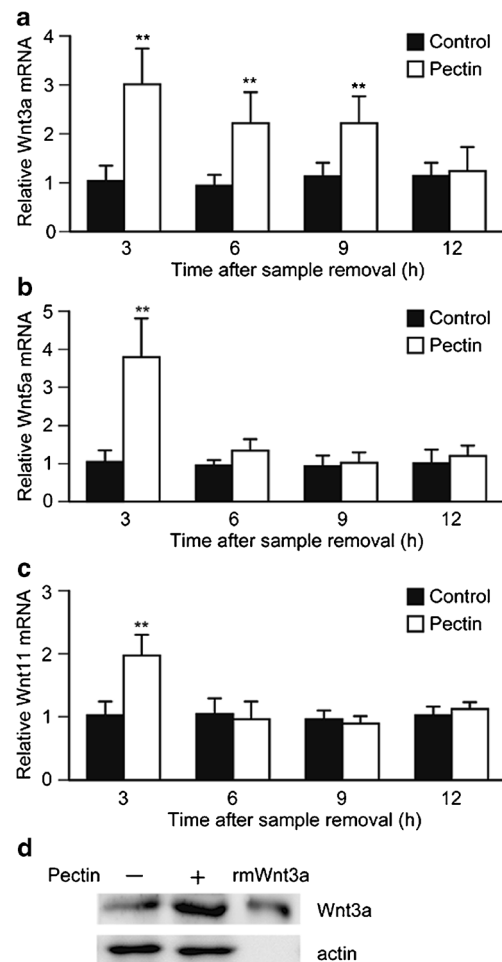 a
Relative Wnt3a mRNA
4
3
2
1
0
Control
Pectin
**
**
**
3 6 9 12
Time after sample removal (h)
b
Relative Wnt5a mRNA
5
4
3
2
1
0
Control
Pectin
**
3 6 9 12
Time after sample removal (h)
c
Relative Wnt11 mRNA
3
2
1
0
Control
Pectin
**
3 6 9 12
Time after sample removal (h)
d
Pectin − + rmWnt3a
Wnt3a
actin